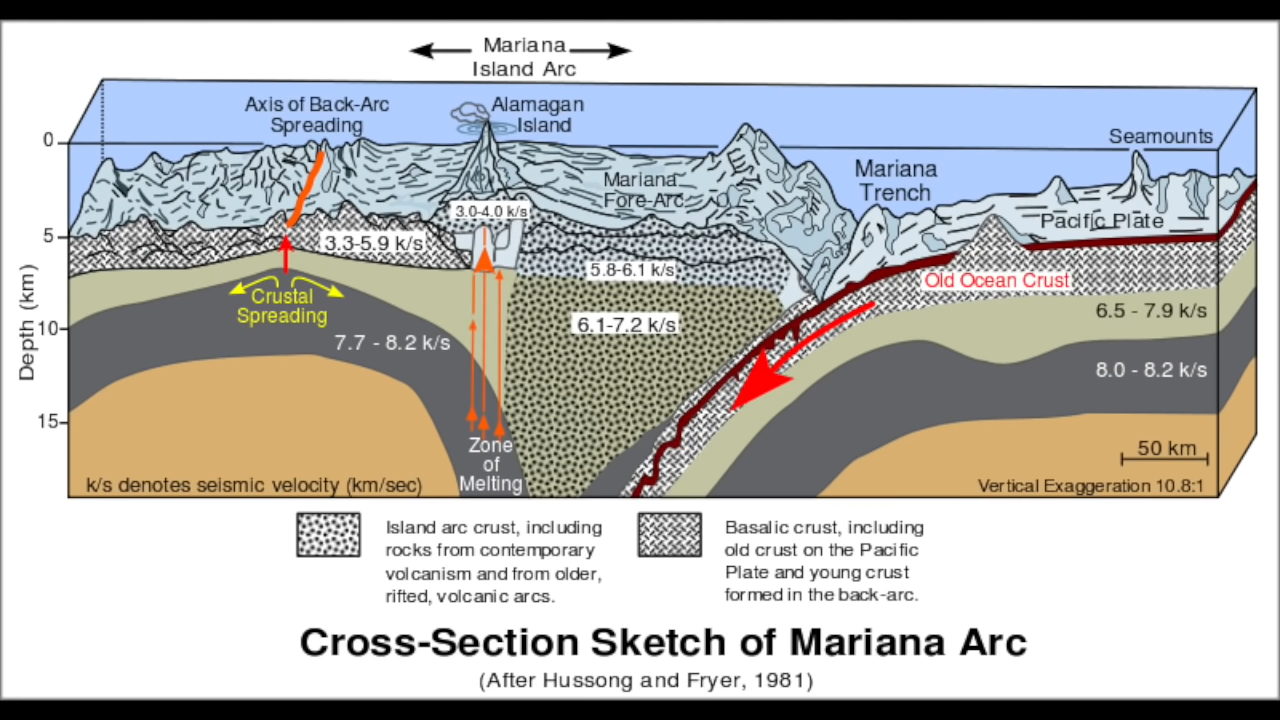 Mariana
Island Arc
Axis of Back-Arc
Spreading
Alamagan
Island
Seamounts
Mariana
Trench
Mariana
Fore-Arc
Pacific Plate
0
5
10
15
Depth (km)
3.0-4.0 k/s
3.3-5.9 k/s
5.8-6.1 k/s
Old Ocean Crust
Crustal
Spreading
6.1-7.2 k/s
6.5 - 7.9 k/s
7.7 - 8.2 k/s
8.0 - 8.2 k/s
Zone
of
Melting
50 km
k/s denotes seismic velocity (km/sec)
Vertical Exaggeration 10.8:1
Island arc crust, including
rocks from contemporary
volcanism and from older,
rifted, volcanic arcs.
Basalic crust, including
old crust on the Pacific
Plate and young crust
formed in the back-arc.
Cross-Section Sketch of Mariana Arc
(After Hussong and Fryer, 1981)